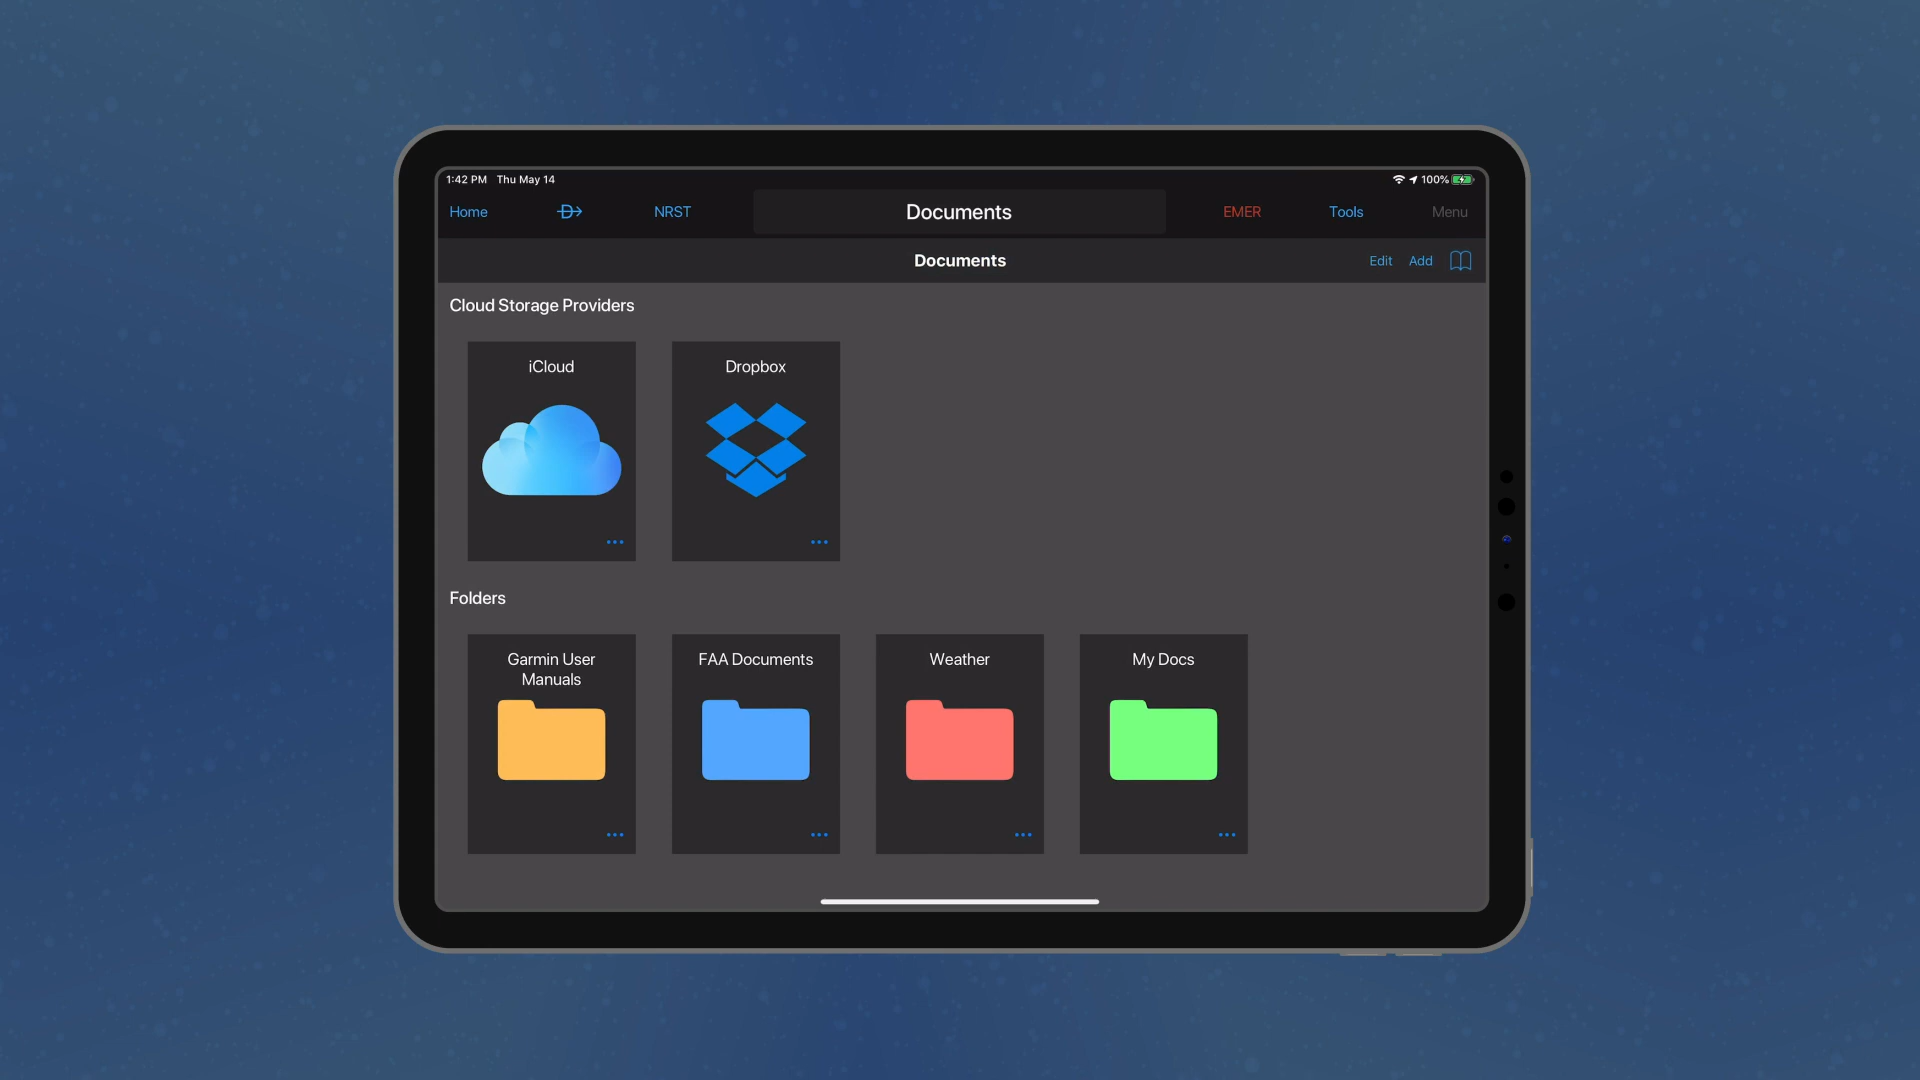 1:42 PM Thu May 14
100%
Home NRST Documents EMER Tools Menu
Documents
Edit Add
Cloud Storage Providers
iCloud
Dropbox
Folders
Garmin User
Manuals
FAA Documents
Weather
My Docs